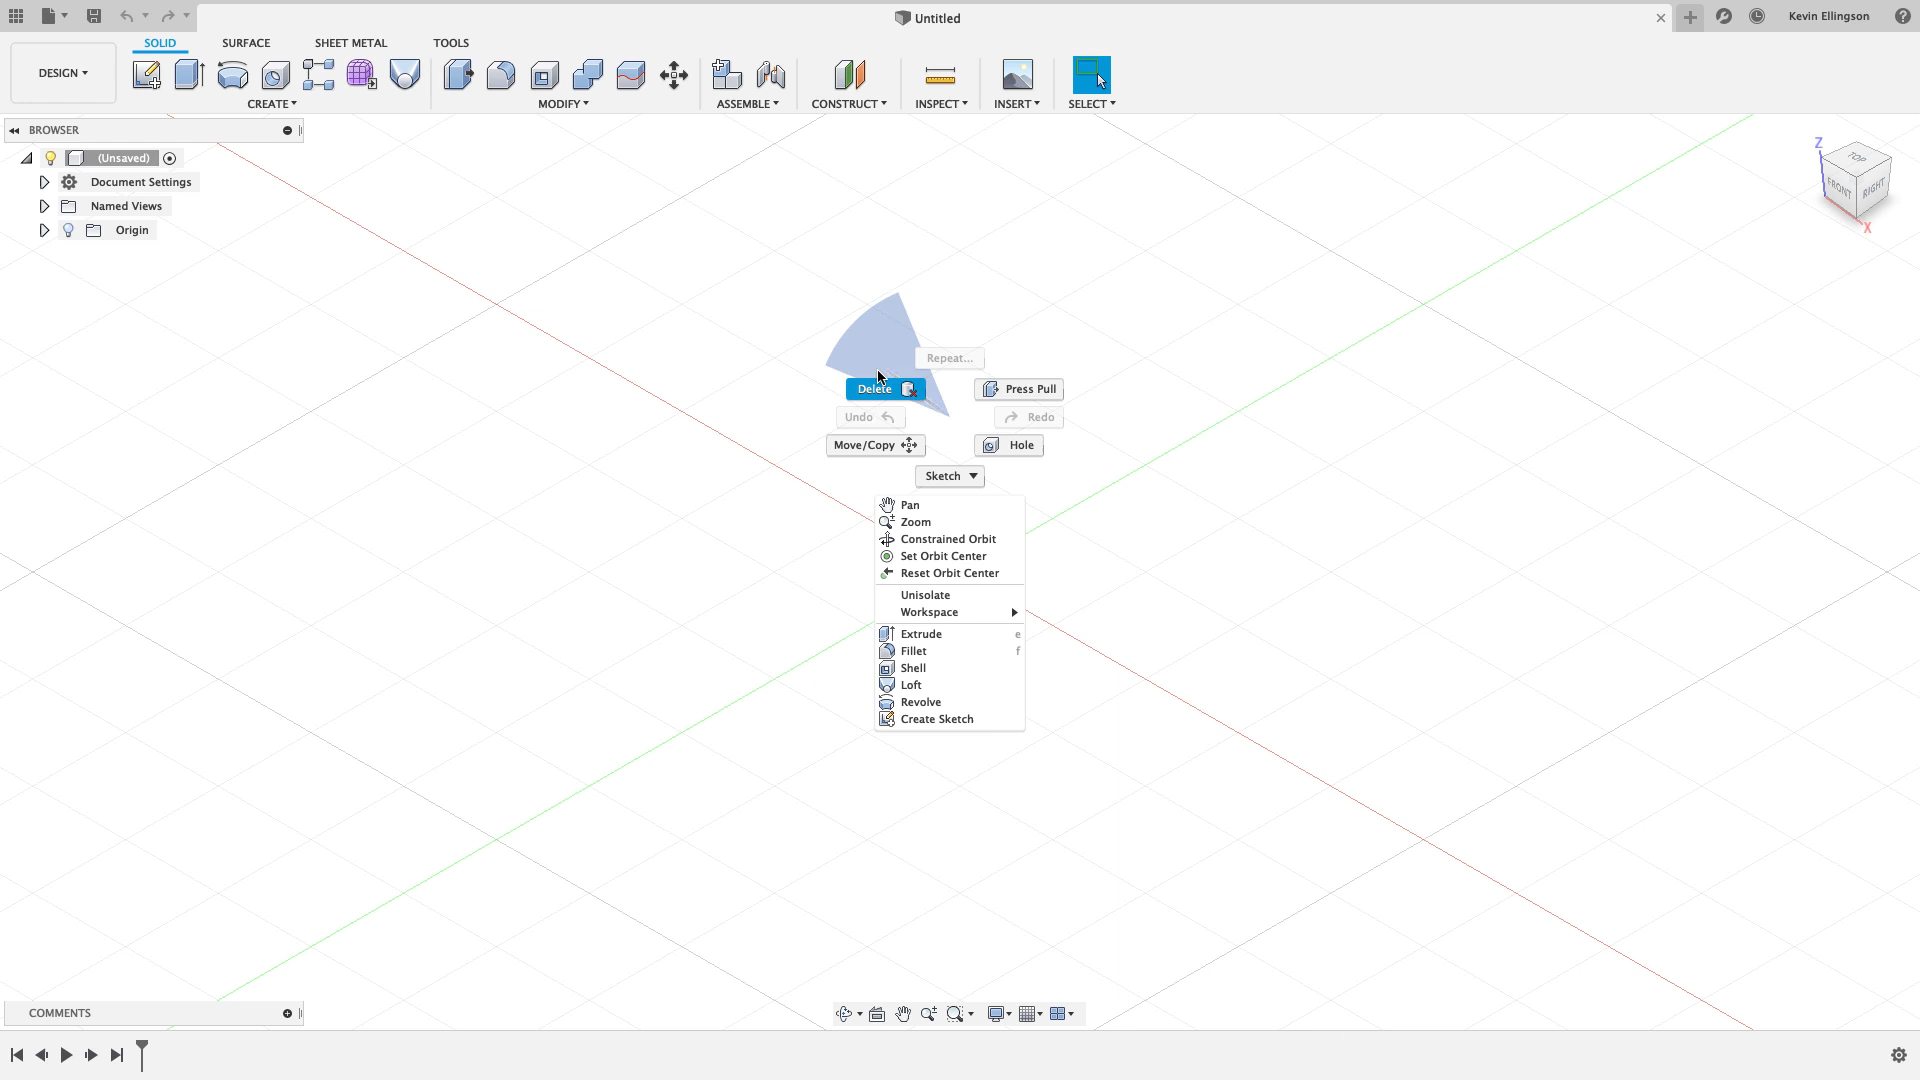 Untitled
Kevin Ellingson
SOLID
SURFACE
SHEET METAL
TOOLS
DESIGN
CREATE
MODIFY
ASSEMBLE
CONSTRUCT
INSPECT
INSERT
SELECT
BROWSER
(Unsaved)
Document Settings
Named Views
Origin
Z
TOP
FRONT
RIGHT
X
Repeat...
Delete
Press Pull
Undo
Redo
Move/Copy
Hole
Sketch
Pan
Zoom
Constrained Orbit
Set Orbit Center
Reset Orbit Center
Unisolate
Workspace
Extrude e
Fillet f
Shell
Loft
Revolve
Create Sketch
COMMENTS